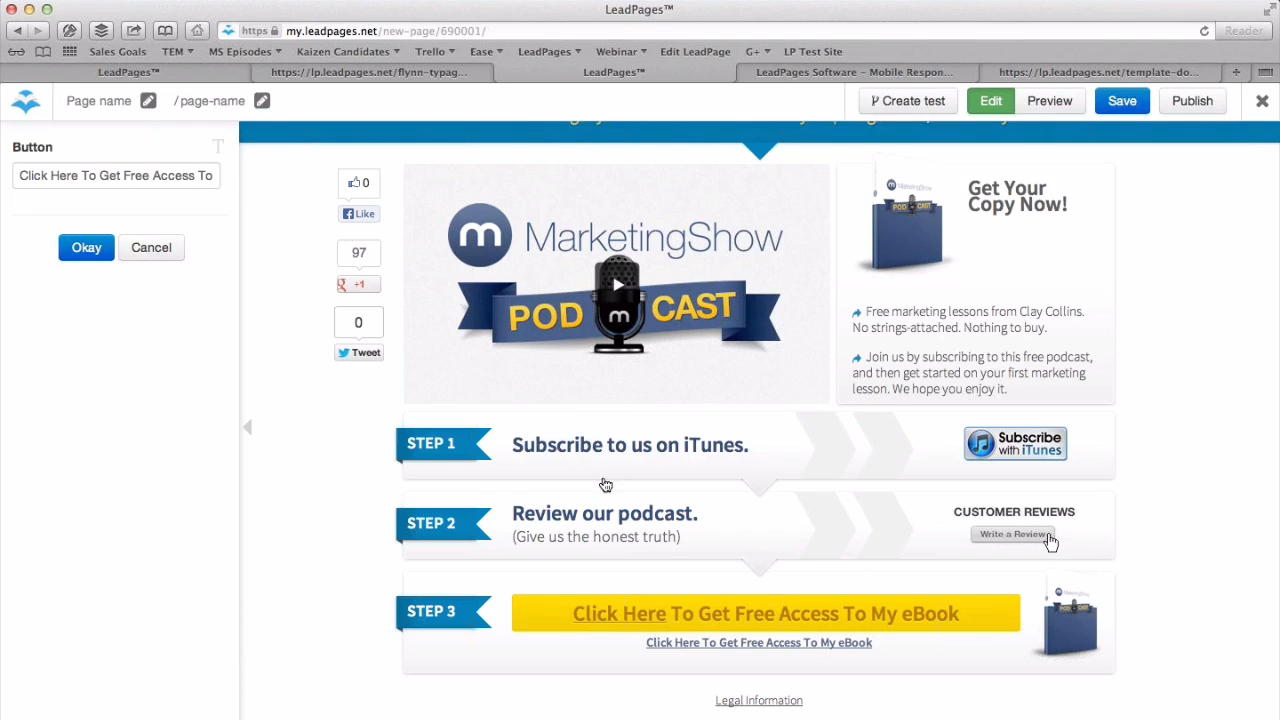 LeadPages™
https my.leadpages.net/new-page/690001/
Reader
Sales Goals TEM MS Episodes Kaizen Candidates Trello Ease LeadPages Webinar Edit LeadPage G+ LP Test Site
LeadPages™ https://lp.leadpages.net/flynn-typag... LeadPages™ LeadPages Software – Mobile Respon... https://lp.leadpages.net/template-do...
Page name /page-name Create test Edit Preview Save Publish
Button
Click Here To Get Free Access To
Okay Cancel
0
Like
97
+1
0
Tweet
m MarketingShow
PODCAST
m
MarketingShow
PODCAST
Get Your
Copy Now!
Free marketing lessons from Clay Collins.
No strings-attached. Nothing to buy.
Join us by subscribing to this free podcast,
and then get started on your first marketing
lesson. We hope you enjoy it.
STEP 1 Subscribe to us on iTunes.
Subscribe
with iTunes
STEP 2 Review our podcast.
(Give us the honest truth)
CUSTOMER REVIEWS
Write a Review
STEP 3 Click Here To Get Free Access To My eBook
Click Here To Get Free Access To My eBook
MarketingShow
PODCAST
Legal Information